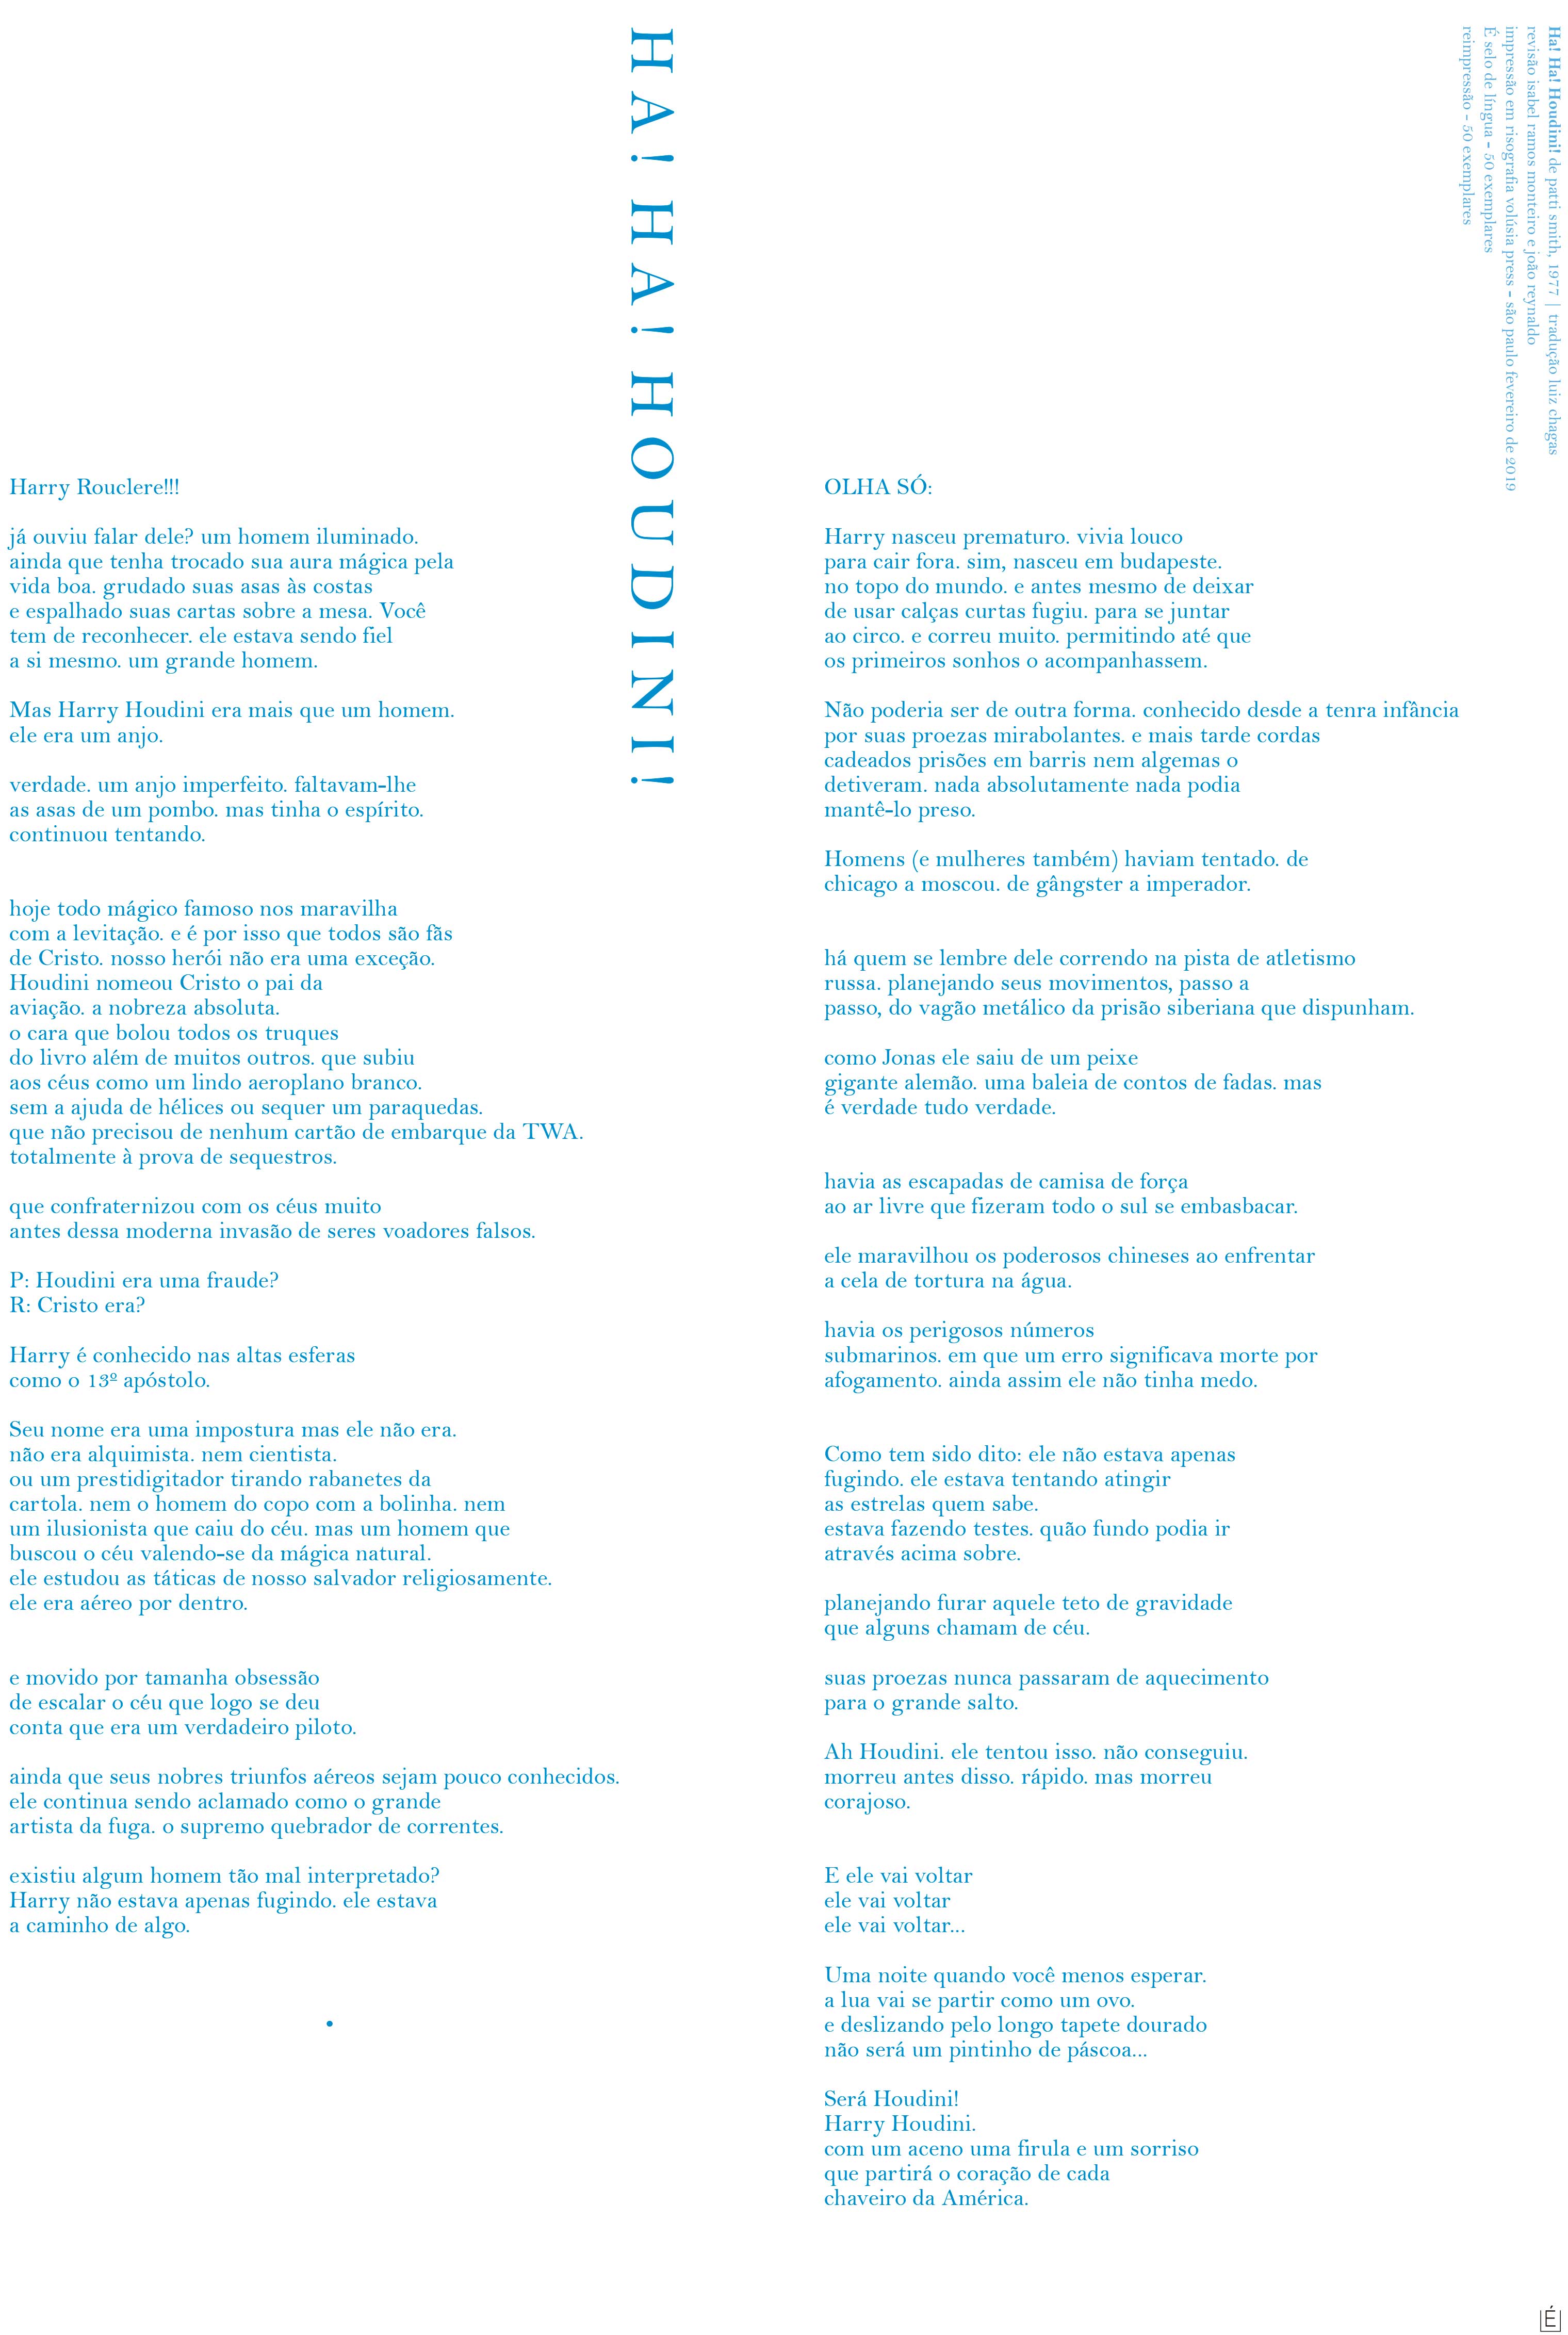 HA! HA! HOUDINI!
Harry Rouclere!!!
já ouviu falar dele? um homem iluminado.
ainda que tenha trocado sua aura mágica pela
vida boa. grudado suas asas às costas
e espalhado suas cartas sobre a mesa. Você
tem de reconhecer. ele estava sendo fiel
a si mesmo. um grande homem.
Mas Harry Houdini era mais que um homem.
ele era um anjo.
verdade. um anjo imperfeito. faltavam-lhe
as asas de um pombo. mas tinha o espírito.
continuou tentando.
hoje todo mágico famoso nos maravilha
com a levitação. e é por isso que todos são fãs
de Cristo. nosso herói não era uma exceção.
Houdini nomeou Cristo o pai da
aviação. a nobreza absoluta.
o cara que bolou todos os truques
do livro além de muitos outros. que subiu
aos céus como um lindo aeroplano branco.
sem a ajuda de hélices ou sequer um paraquedas.
que não precisou de nenhum cartão de embarque da TWA.
totalmente à prova de sequestros.
que confraternizou com os céus muito
antes dessa moderna invasão de seres voadores falsos.
P: Houdini era uma fraude?
R: Cristo era?
Harry é conhecido nas altas esferas
como o 13º apóstolo.
Seu nome era uma impostura mas ele não era.
não era alquimista. nem cientista.
ou um prestidigitador tirando rabanetes da
cartola. nem o homem do copo com a bolinha. nem
um ilusionista que caiu do céu. mas um homem que
buscou o céu valendo-se da mágica natural.
ele estudou as táticas de nosso salvador religiosamente.
ele era aéreo por dentro.
e movido por tamanha obsessão
de escalar o céu que logo se deu
conta que era um verdadeiro piloto.
ainda que seus nobres triunfos aéreos sejam pouco conhecidos.
ele continua sendo aclamado como o grande
artista da fuga. o supremo quebrador de correntes.
existiu algum homem tão mal interpretado?
Harry não estava apenas fugindo. ele estava
a caminho de algo.
•
OLHA SÓ:
Harry nasceu prematuro. vivia louco
para cair fora. sim, nasceu em budapeste.
no topo do mundo. e antes mesmo de deixar
de usar calças curtas fugiu. para se juntar
ao circo. e correu muito. permitindo até que
os primeiros sonhos o acompanhassem.
Não poderia ser de outra forma. conhecido desde a tenra infância
por suas proezas mirabolantes. e mais tarde cordas
cadeados prisões em barris nem algemas o
detiveram. nada absolutamente nada podia
mantê-lo preso.
Homens (e mulheres também) haviam tentado. de
chicago a moscou. de gângster a imperador.
há quem se lembre dele correndo na pista de atletismo
russa. planejando seus movimentos, passo a
passo, do vagão metálico da prisão siberiana que dispunham.
como Jonas ele saiu de um peixe
gigante alemão. uma baleia de contos de fadas. mas
é verdade tudo verdade.
havia as escapadas de camisa de força
ao ar livre que fizeram todo o sul se embasbacar.
ele maravilhou os poderosos chineses ao enfrentar
a cela de tortura na água.
havia os perigosos números
submarinos. em que um erro significava morte por
afogamento. ainda assim ele não tinha medo.
Como tem sido dito: ele não estava apenas
fugindo. ele estava tentando atingir
as estrelas quem sabe.
estava fazendo testes. quão fundo podia ir
através acima sobre.
planejando furar aquele teto de gravidade
que alguns chamam de céu.
suas proezas nunca passaram de aquecimento
para o grande salto.
Ah Houdini. ele tentou isso. não conseguiu.
morreu antes disso. rápido. mas morreu
corajoso.
E ele vai voltar
ele vai voltar
ele vai voltar...
Uma noite quando você menos esperar.
a lua vai se partir como um ovo.
e deslizando pelo longo tapete dourado
não será um pintinho de páscoa...
Será Houdini!
Harry Houdini.
com um aceno uma firula e um sorriso
que partirá o coração de cada
chaveiro da América.
Ha! Ha! Houdini! de patti smith, 1977 | tradução luiz chagas
revisão isabel ramos monteiro e joão reynaldo
impressão em risografia volúsia press - são paulo fevereiro de 2019
É selo de língua - 50 exemplares
reimpressão - 50 exemplares
É